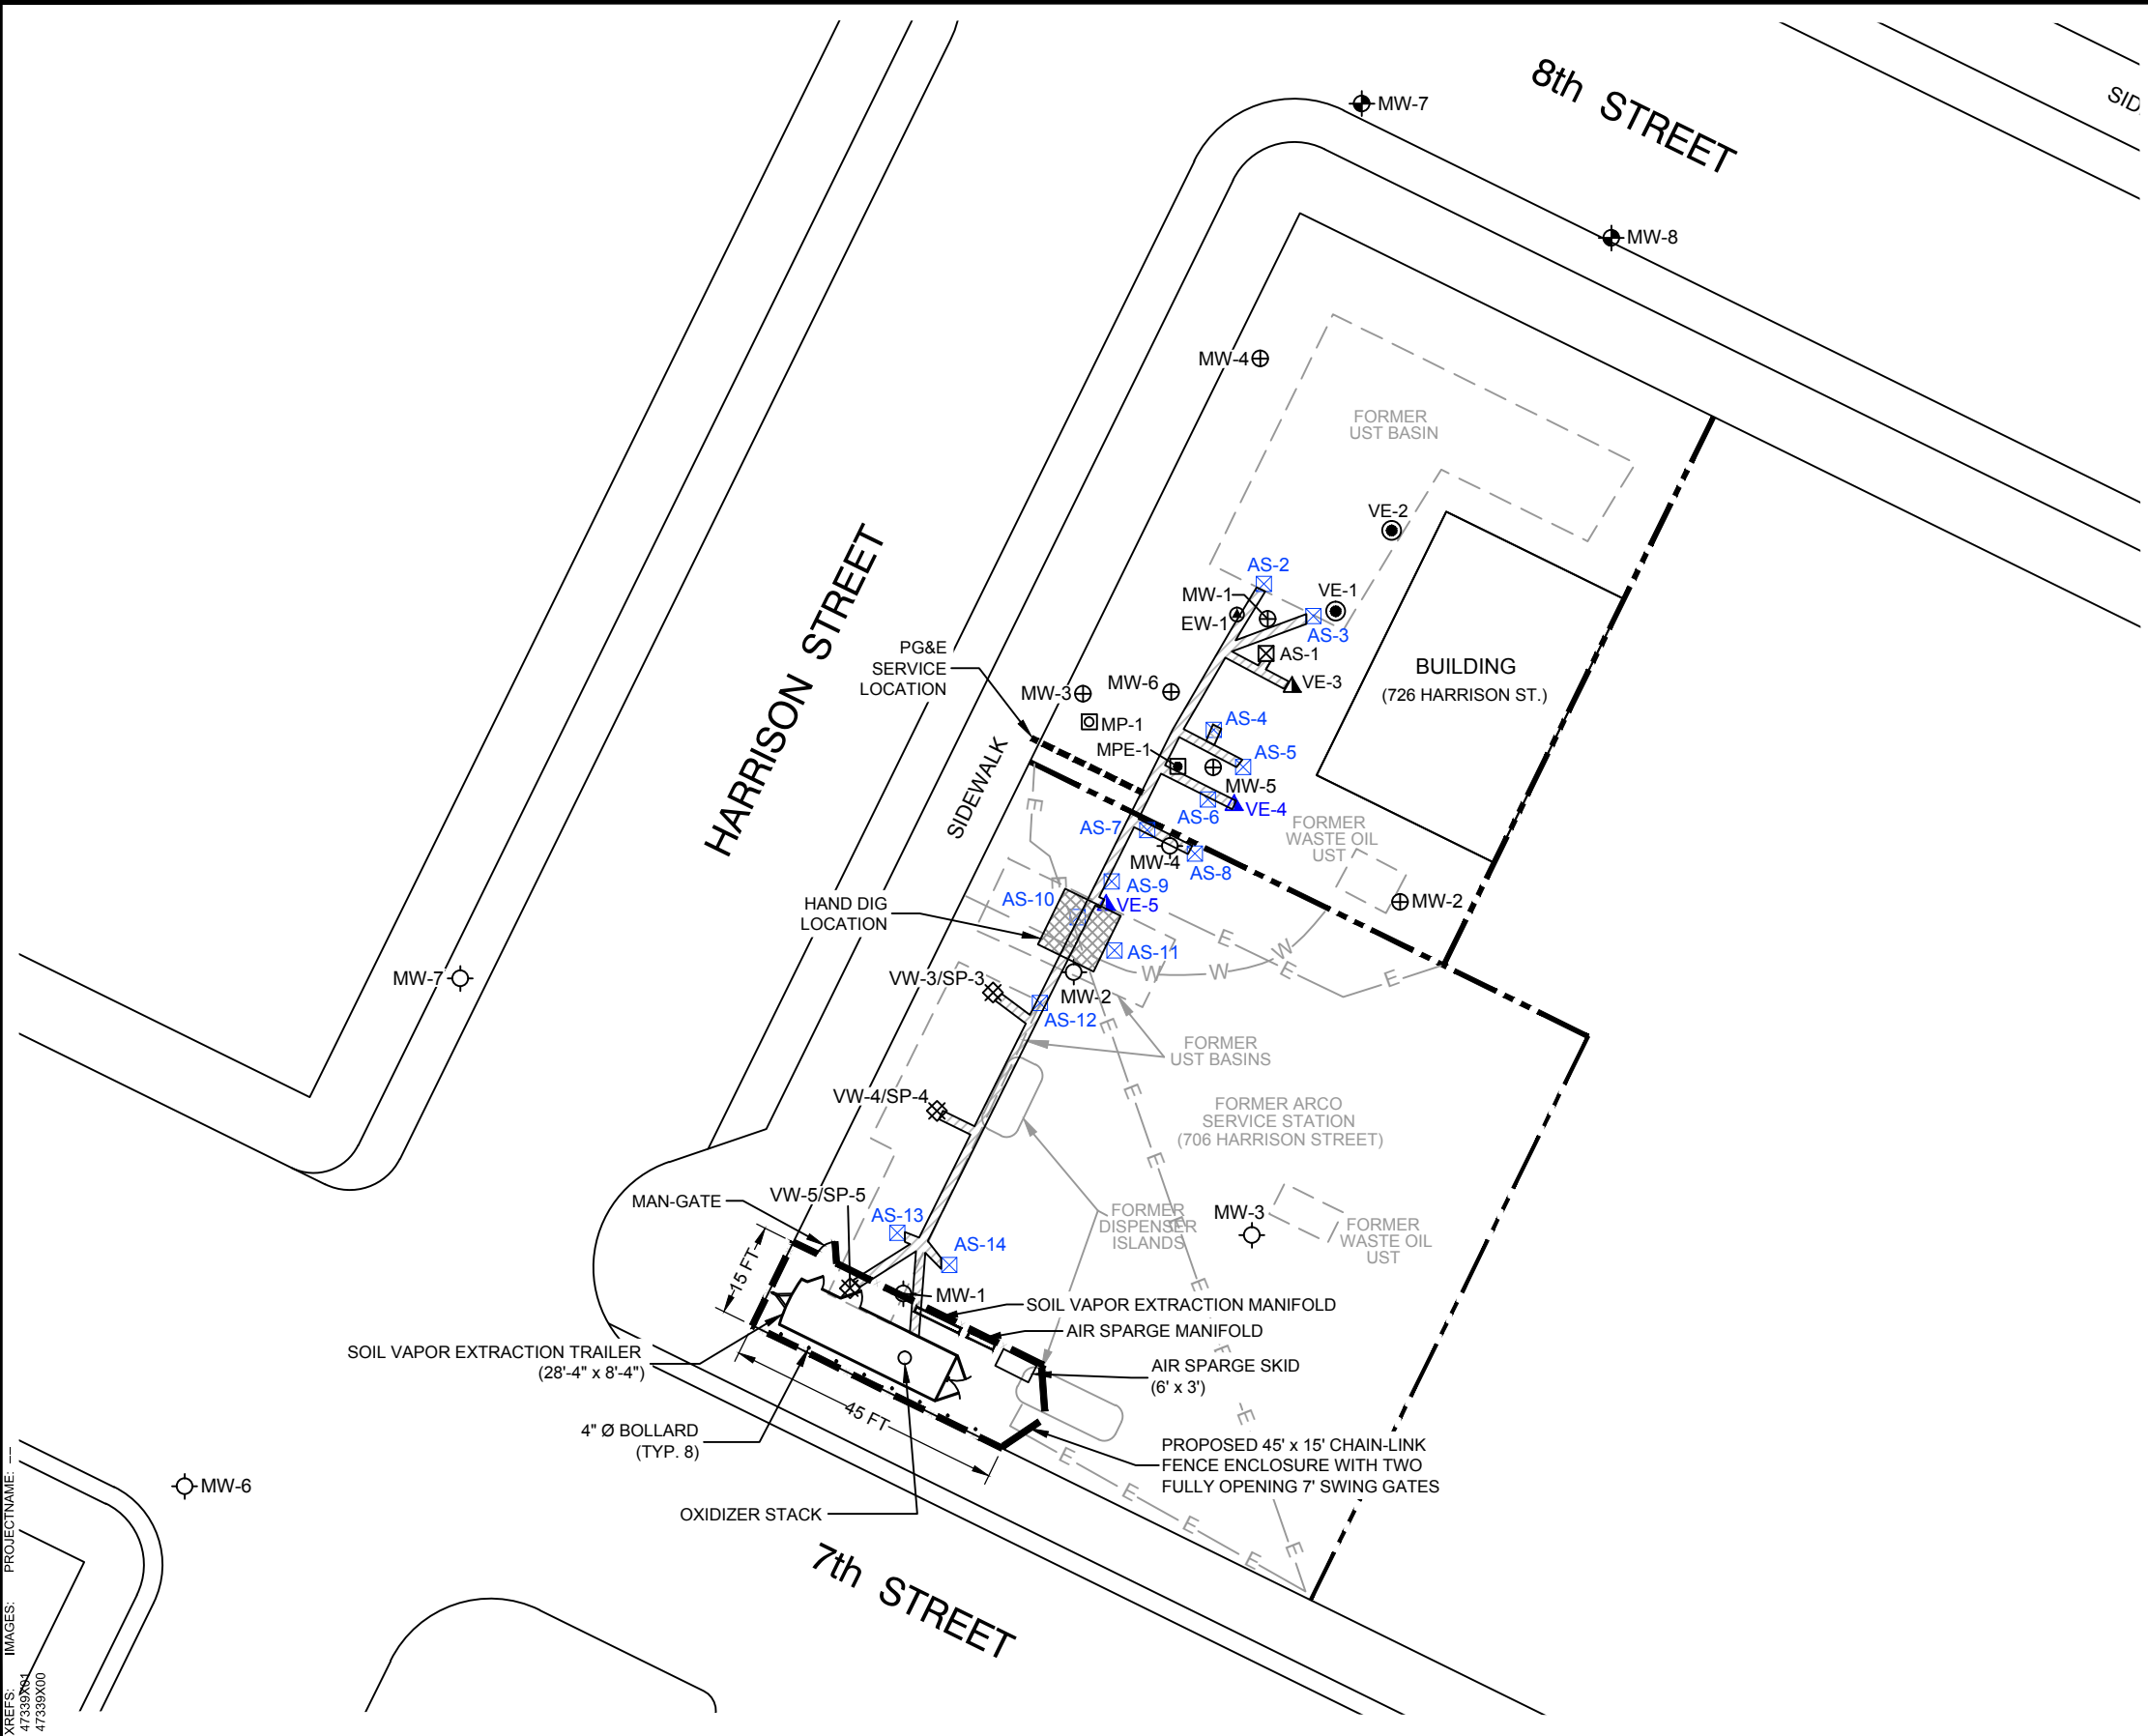 8th STREET
SID
MW-7
MW-8
MW-4
FORMER
UST BASIN
VE-2
AS-2
MW-1
VE-1
EW-1
AS-3
HARRISON STREET
PG&E
SERVICE
LOCATION
AS-1
BUILDING
(726 HARRISON ST.)
MW-6
VE-3
MW-3
MP-1
AS-4
MPE-1
AS-5
SIDEWALK
MW-5
AS-6
VE-4
E
AS-7
FORMER
WASTE OIL
UST
MW-4
AS-8
E
AS-9
AS-10
VE-5
HAND DIG
LOCATION
MW-2
E
W
AS-11
W
W
E
E
MW-7
VW-3/SP-3
MW-2
AS-12
E
FORMER
UST BASINS
E
VW-4/SP-4
FORMER ARCO
SERVICE STATION
(706 HARRISON STREET)
E
MAN-GATE
VW-5/SP-5
AS-13
AS-14
FORMER
DISPENSER
ISLANDS
E
MW-3
FORMER
WASTE OIL
UST
15 FT
E
MW-1
SOIL VAPOR EXTRACTION MANIFOLD
AIR SPARGE MANIFOLD
SOIL VAPOR EXTRACTION TRAILER
(28'-4" x 8'-4")
E
AIR SPARGE SKID
(6' x 3')
45 FT
E
4" Ø BOLLARD
(TYP. 8)
PROPOSED 45' x 15' CHAIN-LINK
FENCE ENCLOSURE WITH TWO
FULLY OPENING 7' SWING GATES
E
E
E
E
E
MW-6
OXIDIZER STACK
7th STREET
XREFS:
47339X01
47339X00
IMAGES:
PROJECTNAME: ---